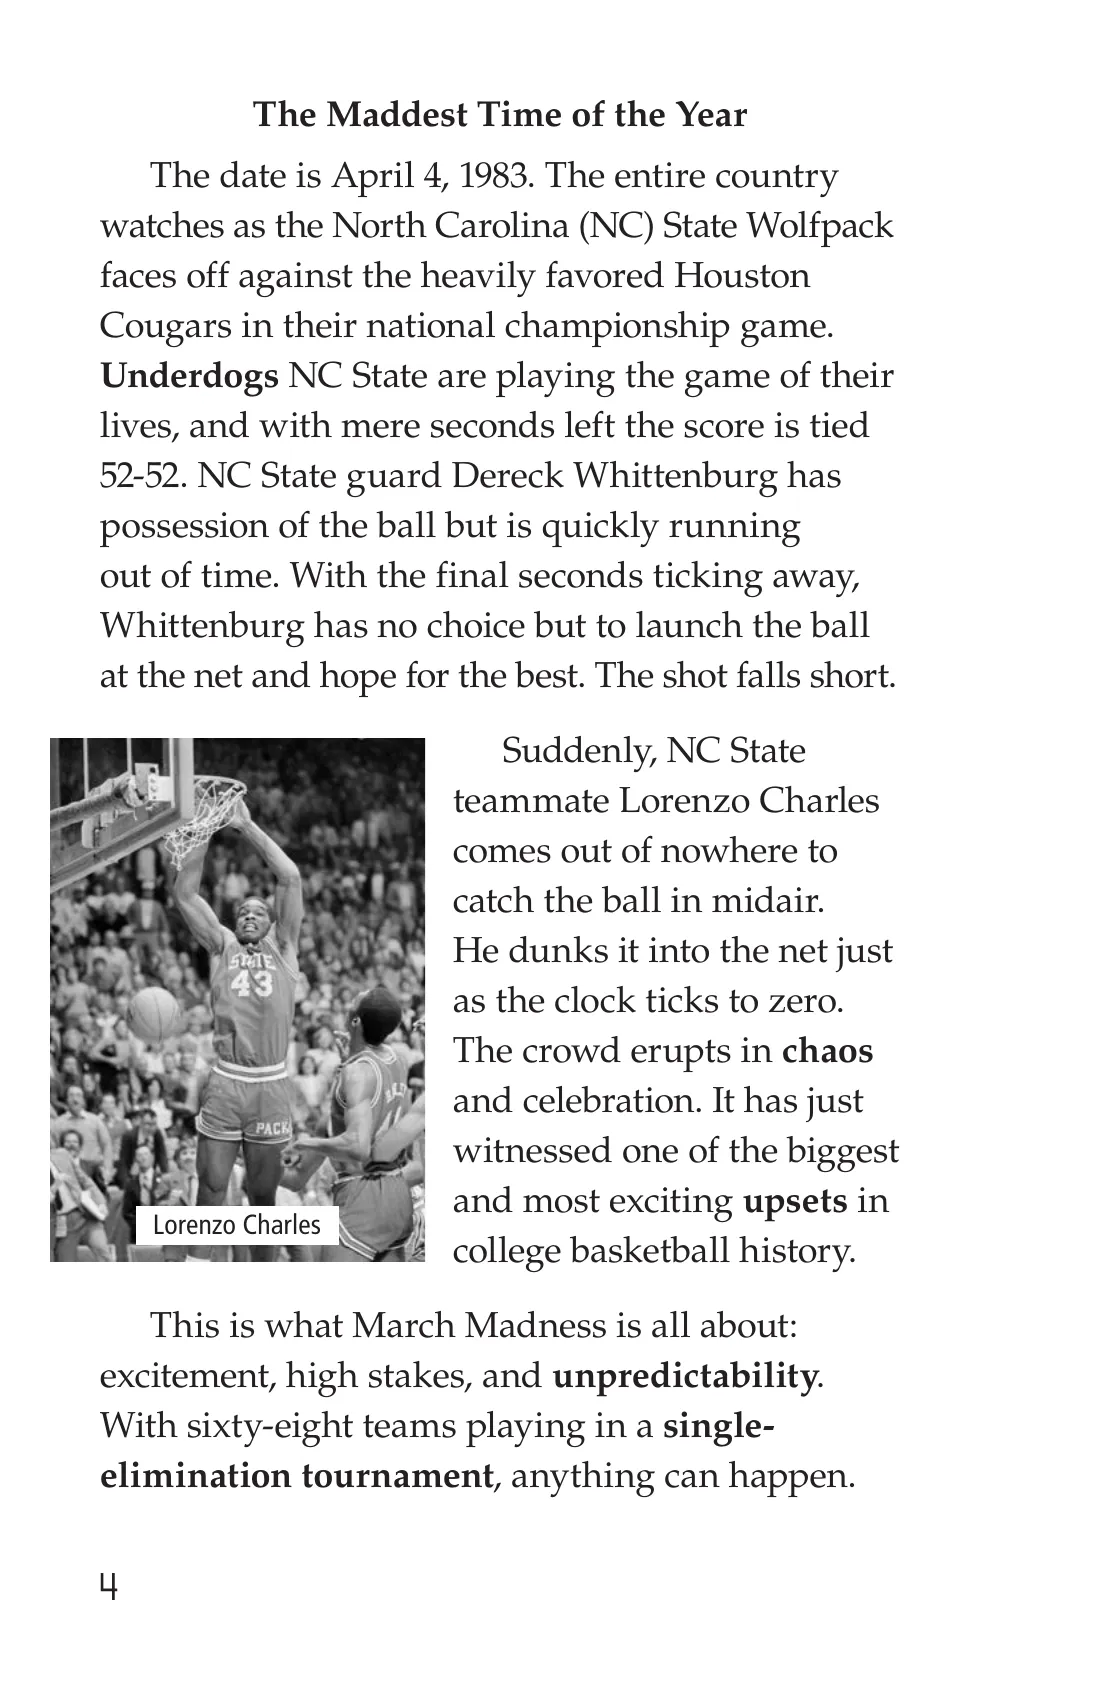 The Maddest Time of the Year
The date is April 4, 1983. The entire country
watches as the North Carolina (NC) State Wolfpack
faces off against the heavily favored Houston
Cougars in their national championship game.
Underdogs NC State are playing the game of their
lives, and with mere seconds left the score is tied
52-52. NC State guard Dereck Whittenburg has
possession of the ball but is quickly running
out of time. With the final seconds ticking away,
Whittenburg has no choice but to launch the ball
at the net and hope for the best. The shot falls short.
Suddenly, NC State
teammate Lorenzo Charles
comes out of nowhere to
catch the ball in midair.
He dunks it into the net just
as the clock ticks to zero.
The crowd erupts in chaos
and celebration. It has just
witnessed one of the biggest
and most exciting upsets in
college basketball history.
STATE
43
PACK
Lorenzo Charles
This is what March Madness is all about:
excitement, high stakes, and unpredictability.
With sixty-eight teams playing in a single-
elimination tournament, anything can happen.
4